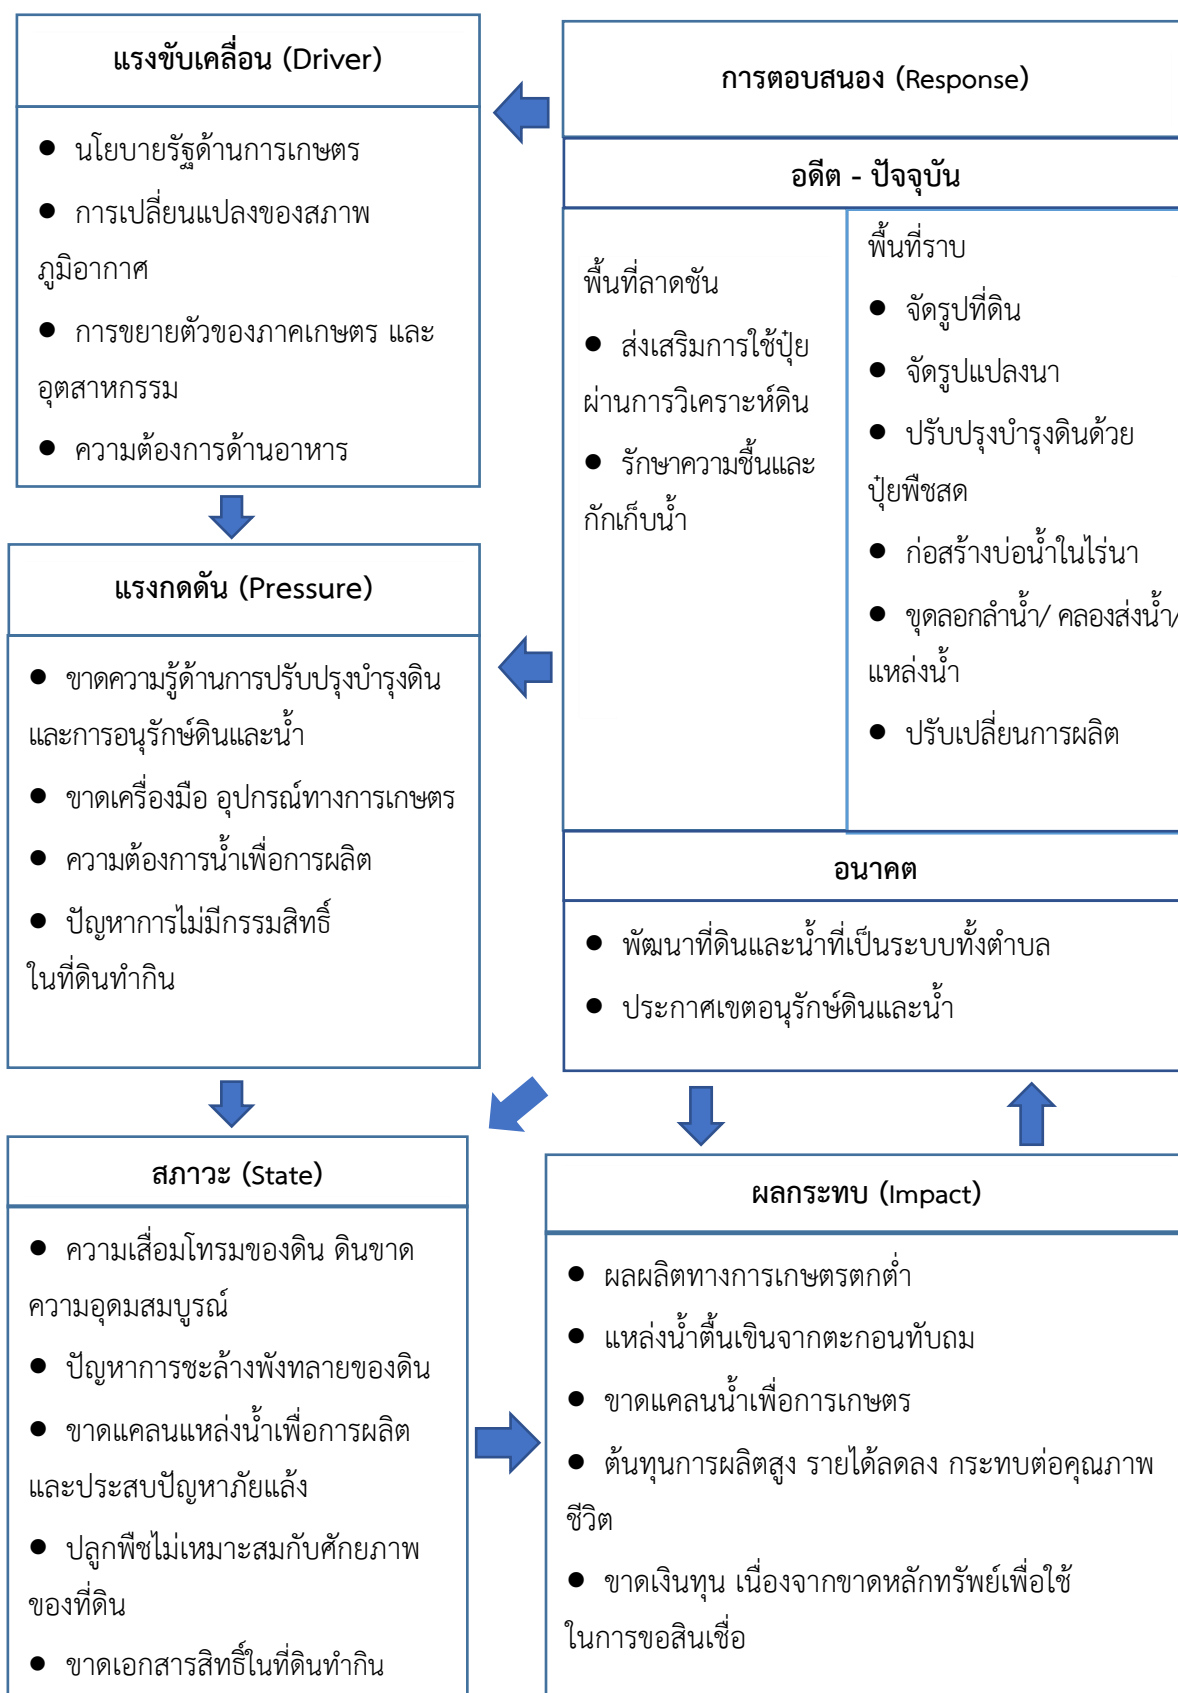 แรงขับเคลื่อน (Driver)
● นโยบายรัฐด้านการเกษตร
● การเปลี่ยนแปลงของสภาพ
ภูมิอากาศ
● การขยายตัวของภาคเกษตร และ
อุตสาหกรรม
● ความต้องการด้านอาหาร
แรงกดดัน (Pressure)
● ขาดความรู้ด้านการปรับปรุงบำรุงดิน
และการอนุรักษ์ดินและน้ำ
● ขาดเครื่องมือ อุปกรณ์ทางการเกษตร
● ความต้องการน้ำเพื่อการผลิต
● ปัญหาการไม่มีกรรมสิทธิ์
ในที่ดินทำกิน
สภาวะ (State)
● ความเสื่อมโทรมของดิน ดินขาด
ความอุดมสมบูรณ์
● ปัญหาการชะล้างพังทลายของดิน
● ขาดแคลนแหล่งน้ำเพื่อการผลิต
และประสบปัญหาภัยแล้ง
● ปลูกพืชไม่เหมาะสมกับศักยภาพ
ของที่ดิน
● ขาดเอกสารสิทธิ์ในที่ดินทำกิน
การตอบสนอง (Response)
อดีต - ปัจจุบัน
พื้นที่ลาดชัน
● ส่งเสริมการใช้ปุ๋ย
ผ่านการวิเคราะห์ดิน
● รักษาความชื้นและ
กักเก็บน้ำ
พื้นที่ราบ
● จัดรูปที่ดิน
● จัดรูปแปลงนา
● ปรับปรุงบำรุงดินด้วย
ปุ๋ยพืชสด
● ก่อสร้างบ่อน้ำในไร่นา
● ขุดลอกลำน้ำ/ คลองส่งน้ำ/
แหล่งน้ำ
● ปรับเปลี่ยนการผลิต
อนาคต
● พัฒนาที่ดินและน้ำที่เป็นระบบทั้งตำบล
● ประกาศเขตอนุรักษ์ดินและน้ำ
ผลกระทบ (Impact)
● ผลผลิตทางการเกษตรตกต่ำ
● แหล่งน้ำตื้นเขินจากตะกอนทับถม
● ขาดแคลนน้ำเพื่อการเกษตร
● ต้นทุนการผลิตสูง รายได้ลดลง กระทบต่อคุณภาพ
ชีวิต
● ขาดเงินทุน เนื่องจากขาดหลักทรัพย์เพื่อใช้
ในการขอสินเชื่อ